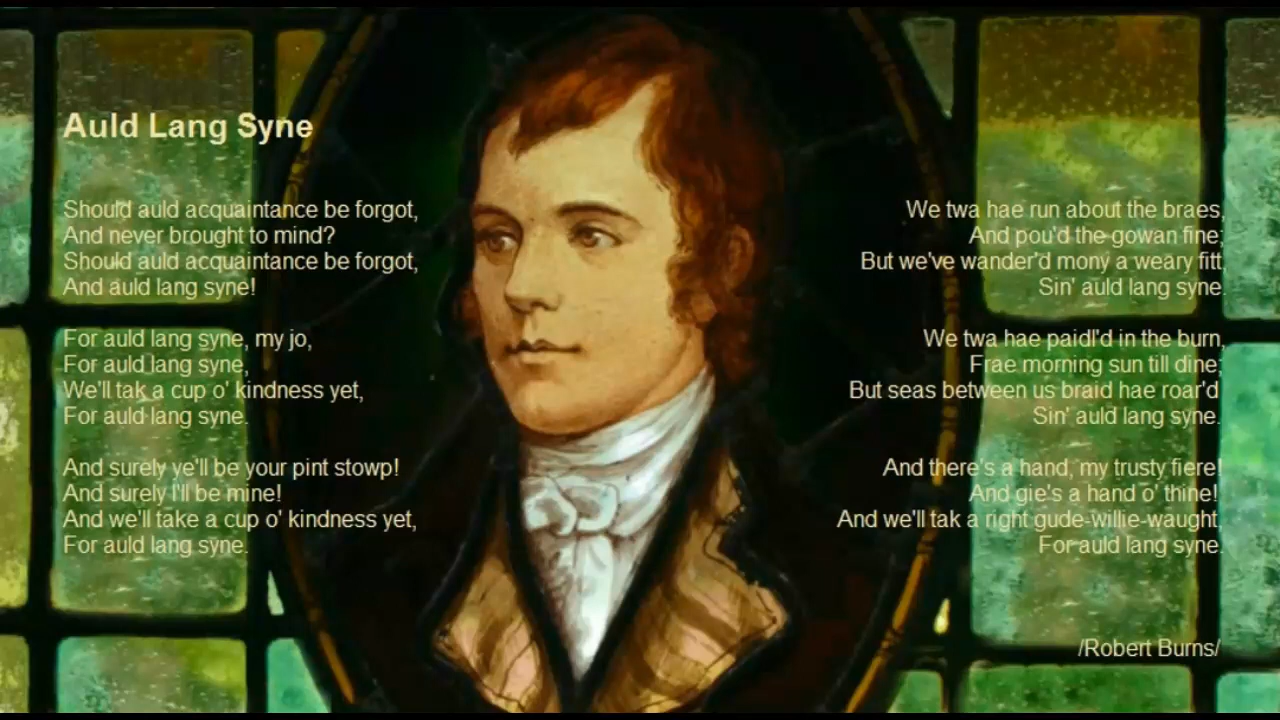 Auld Lang Syne
Should auld acquaintance be forgot,
And never brought to mind?
Should auld acquaintance be forgot,
And auld lang syne!
For auld lang syne, my jo,
For auld lang syne,
We'll tak a cup o' kindness yet,
For auld lang syne.
And surely ye'll be your pint stowp!
And surely I'll be mine!
And we'll take a cup o' kindness yet,
For auld lang syne.
We twa hae run about the braes,
And pou'd the gowan fine;
But we've wander'd mony a weary fitt,
Sin' auld lang syne.
We twa hae paidl'd in the burn,
Frae morning sun till dine;
But seas between us braid hae roar'd
Sin' auld lang syne.
And there's a hand, my trusty fiere!
And gie's a hand o' thine!
And we'll tak a right gude-willie-waught,
For auld lang syne.
/Robert Burns/